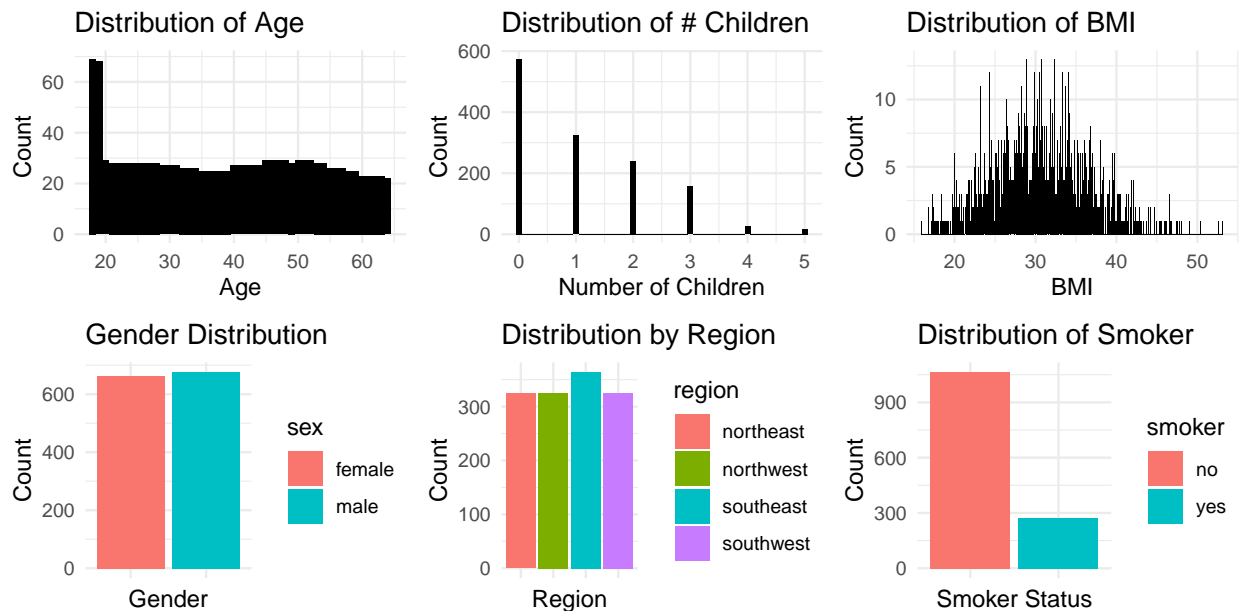 Distribution of Age
Count
60
40
20
0
20
30
40
50
60
Age
Distribution of # Children
Count
600
400
200
0
0
1
2
3
4
5
Number of Children
Distribution of BMI
Count
10
5
0
20
30
40
50
BMI
Gender Distribution
Count
600
400
200
0
Gender
sex
female
male
Distribution by Region
Count
300
200
100
0
Region
region
northeast
northwest
southeast
southwest
Distribution of Smoker
Count
900
600
300
0
Smoker Status
smoker
no
yes